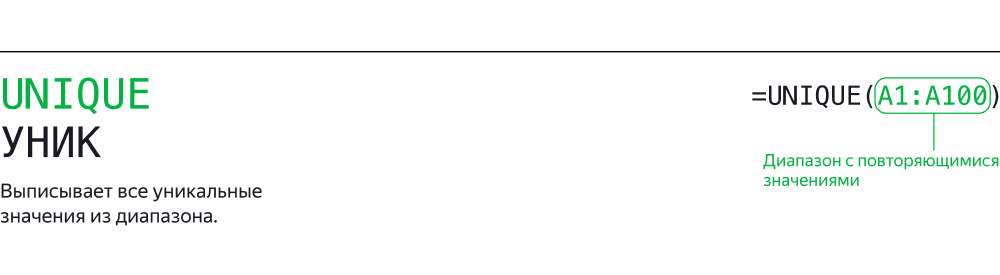 UNIQUE
УНИК
Выписывает все уникальные
значения из диапазона.
=UNIQUE(A1:A100)
Диапазон с повторяющимися
значениями